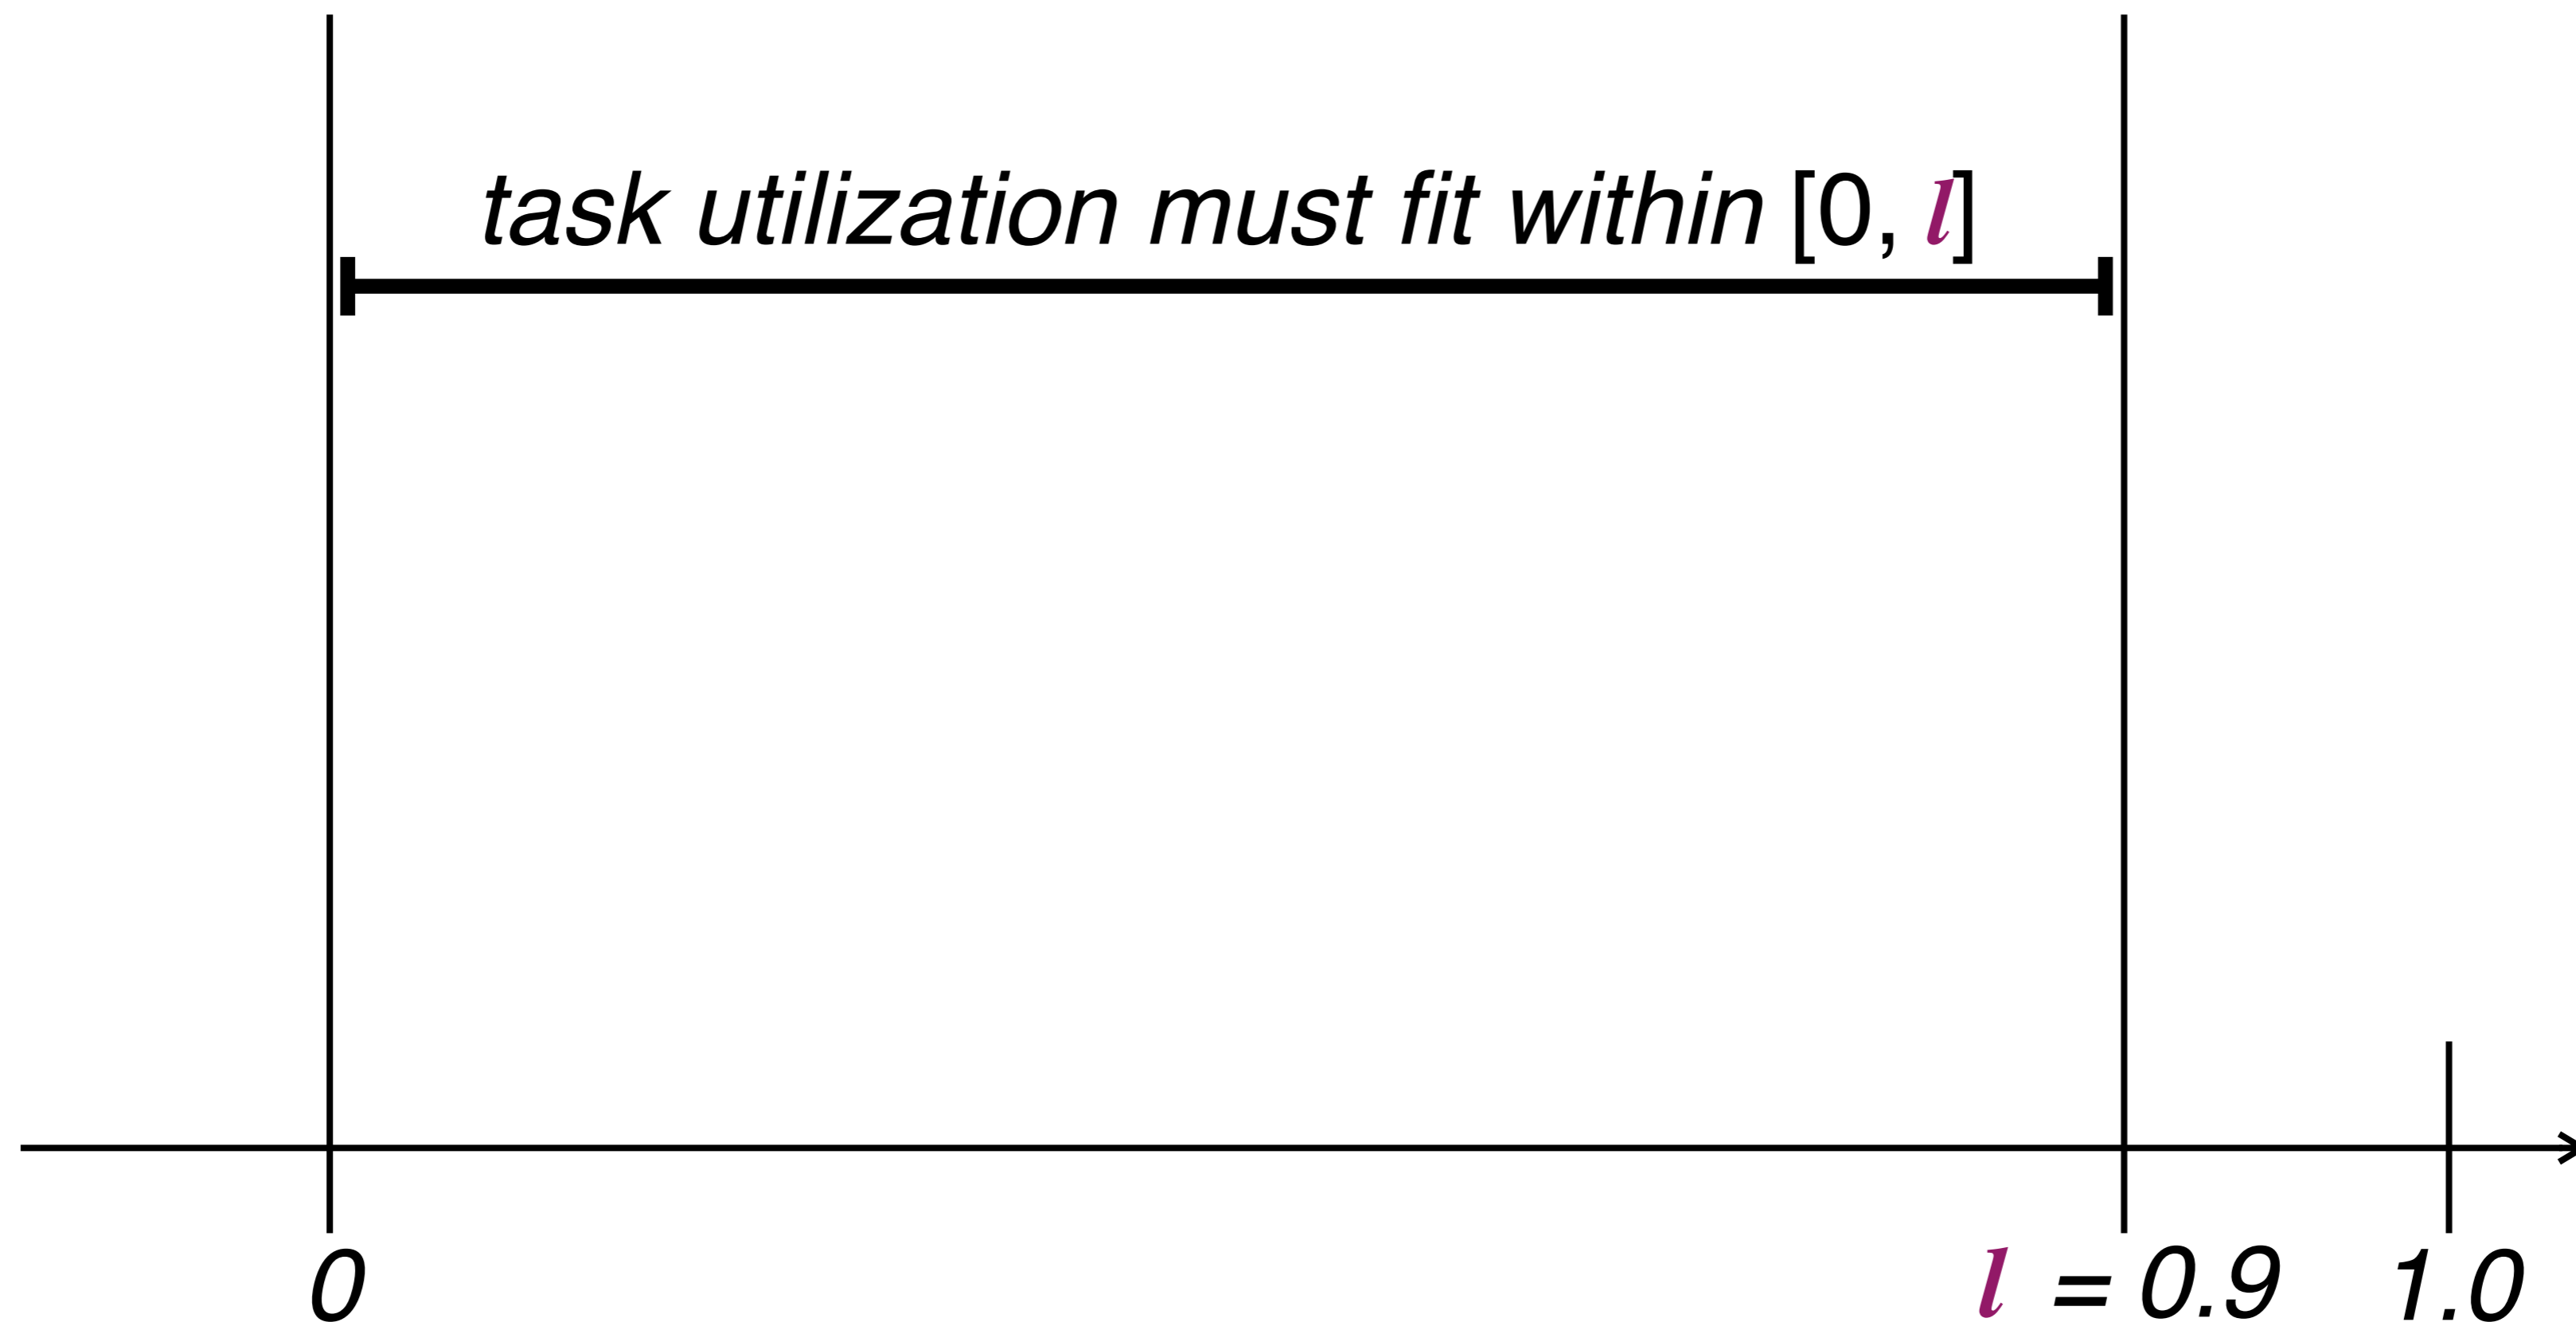 task utilization must fit within [0, l]
0
l = 0.9
1.0